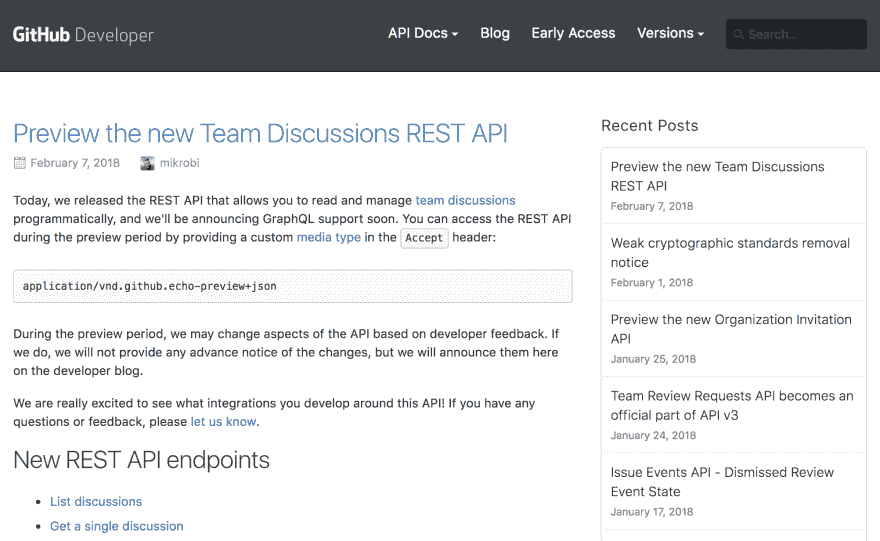 GitHub Developer
API Docs
Blog
Early Access
Versions
Search...
Preview the new Team Discussions REST API
February 7, 2018
mikrobi
Today, we released the REST API that allows you to read and manage team discussions
programmatically, and we'll be announcing GraphQL support soon. You can access the REST API
during the preview period by providing a custom media type in the Accept header:
application/vnd.github.echo-preview+json
During the preview period, we may change aspects of the API based on developer feedback. If
we do, we will not provide any advance notice of the changes, but we will announce them here
on the developer blog.
We are really excited to see what integrations you develop around this API! If you have any
questions or feedback, please let us know.
New REST API endpoints
• List discussions
• Get a single discussion
Recent Posts
Preview the new Team Discussions
REST API
February 7, 2018
Weak cryptographic standards removal
notice
February 1, 2018
Preview the new Organization Invitation
API
January 25, 2018
Team Review Requests API becomes an
official part of API v3
January 24, 2018
Issue Events API - Dismissed Review
Event State
January 17, 2018